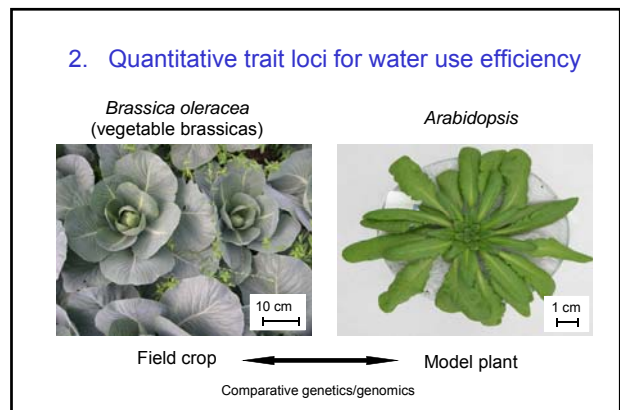 2. Quantitative trait loci for water use efficiency
Brassica oleracea
(vegetable brassicas)
Arabidopsis
10 cm
1 cm
Field crop
Model plant
Comparative genetics/genomics